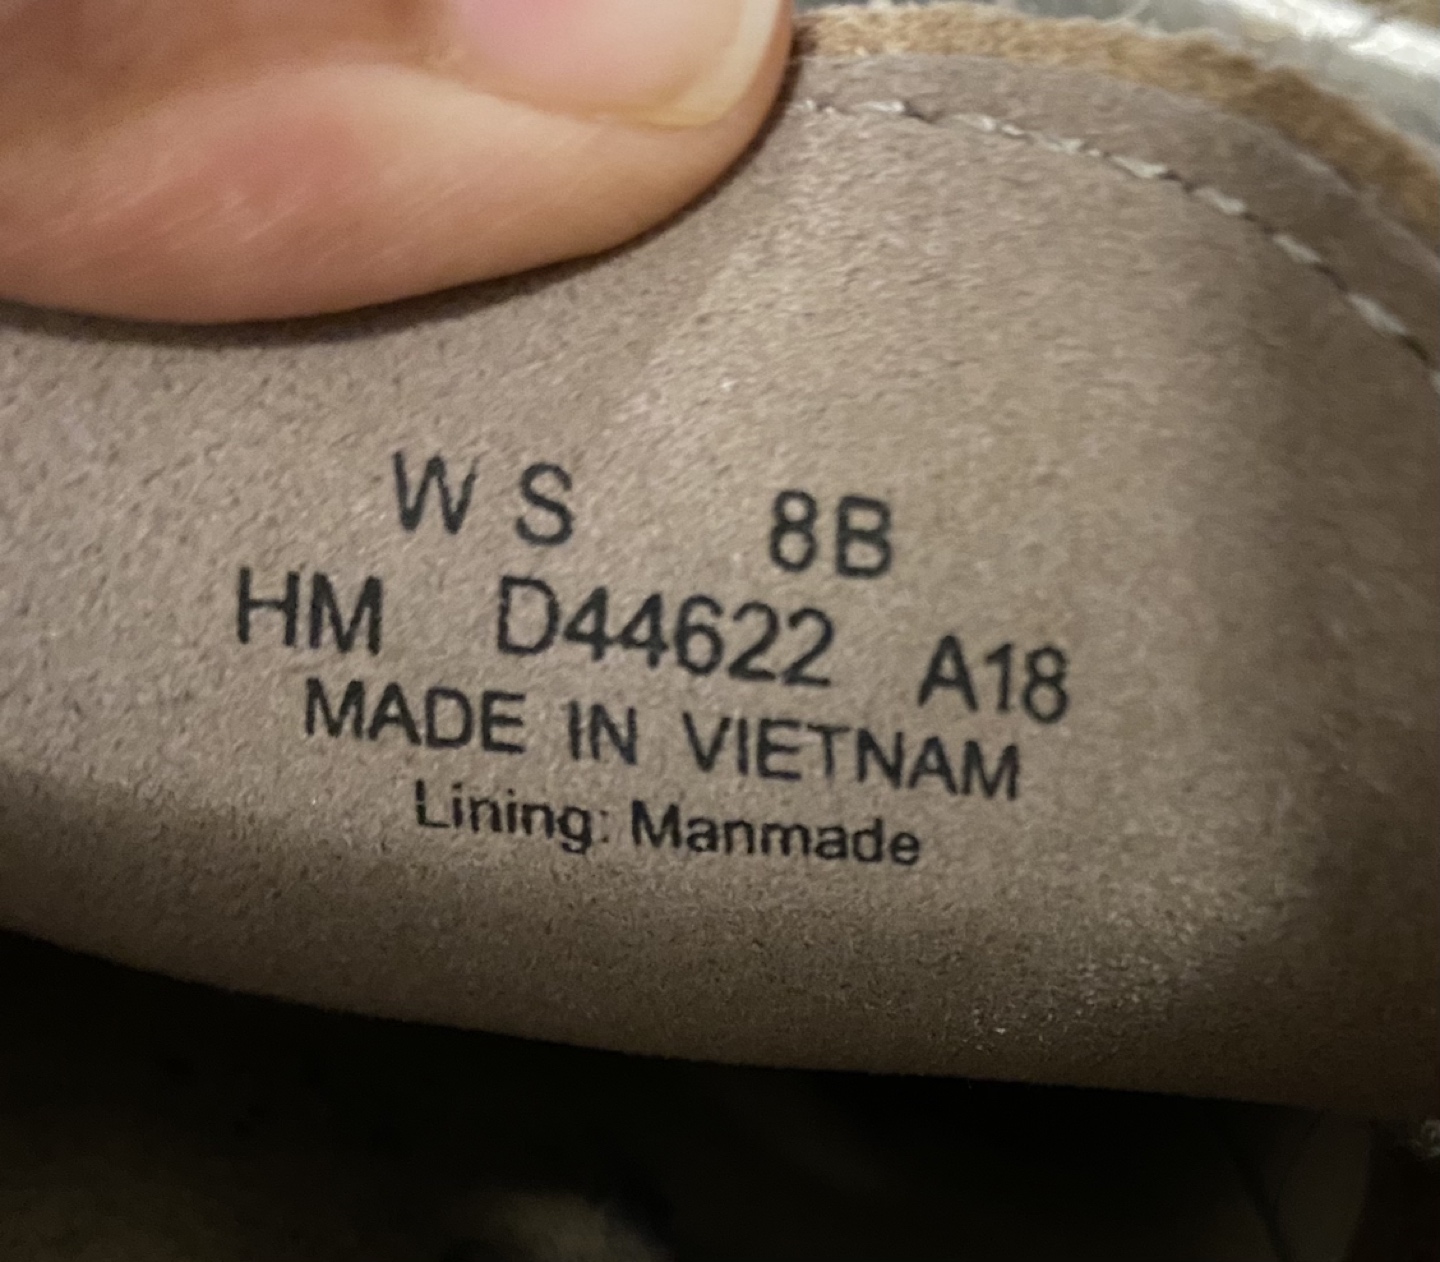 W S 8B
HM D44622 A18
MADE IN VIETNAM
Lining: Manmade